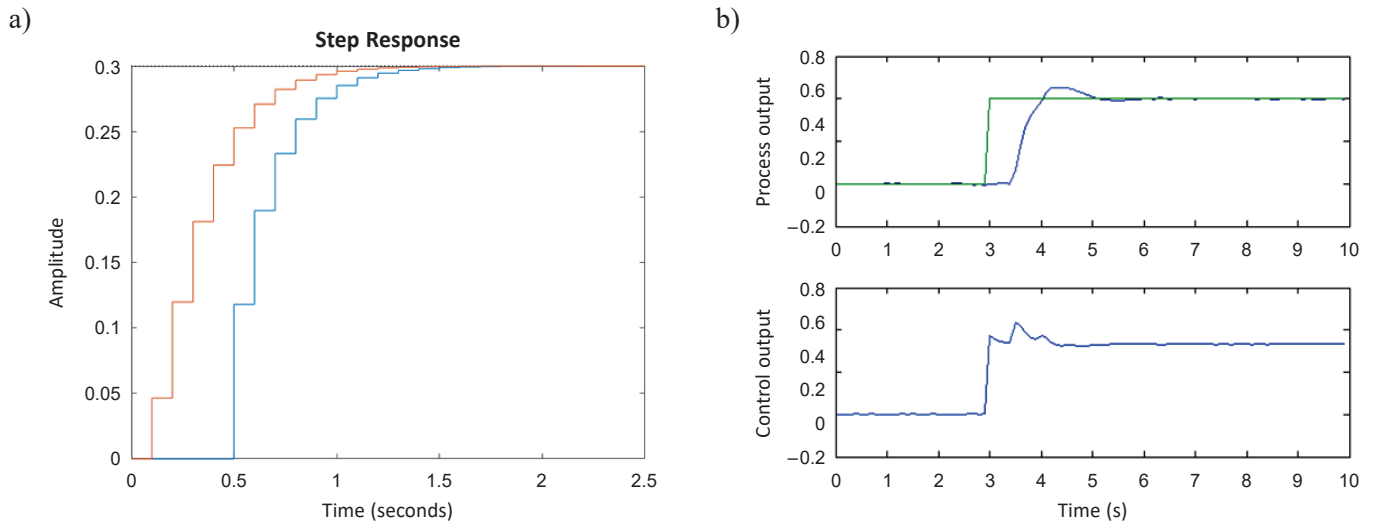 a)
Step Response
Amplitude
0.3
0.25
0.2
0.15
0.1
0.05
0
0 0.5 1 1.5 2 2.5
Time (seconds)
b)
Process output
0.8
0.6
0.4
0.2
0
–0.2
0 1 2 3 4 5 6 7 8 9 10
Control output
0.8
0.6
0.4
0.2
0
–0.2
0 1 2 3 4 5 6 7 8 9 10
Time (s)